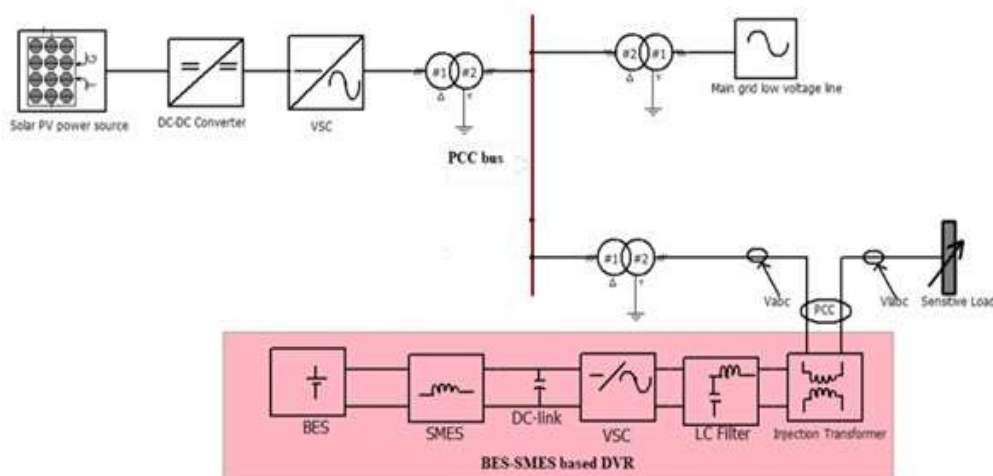 Solar PV power source
DC-DC Converter
VSC
#1 #2
Δ Y
PCC bus
#2 #1
Y Δ
Main grid low voltage line
#1 #2
Δ Y
Vabc
PCC
Vlabc
Sensitive Load
BES
SMES
DC-link
VSC
LC Filter
Injection Transformer
BES-SMES based DVR